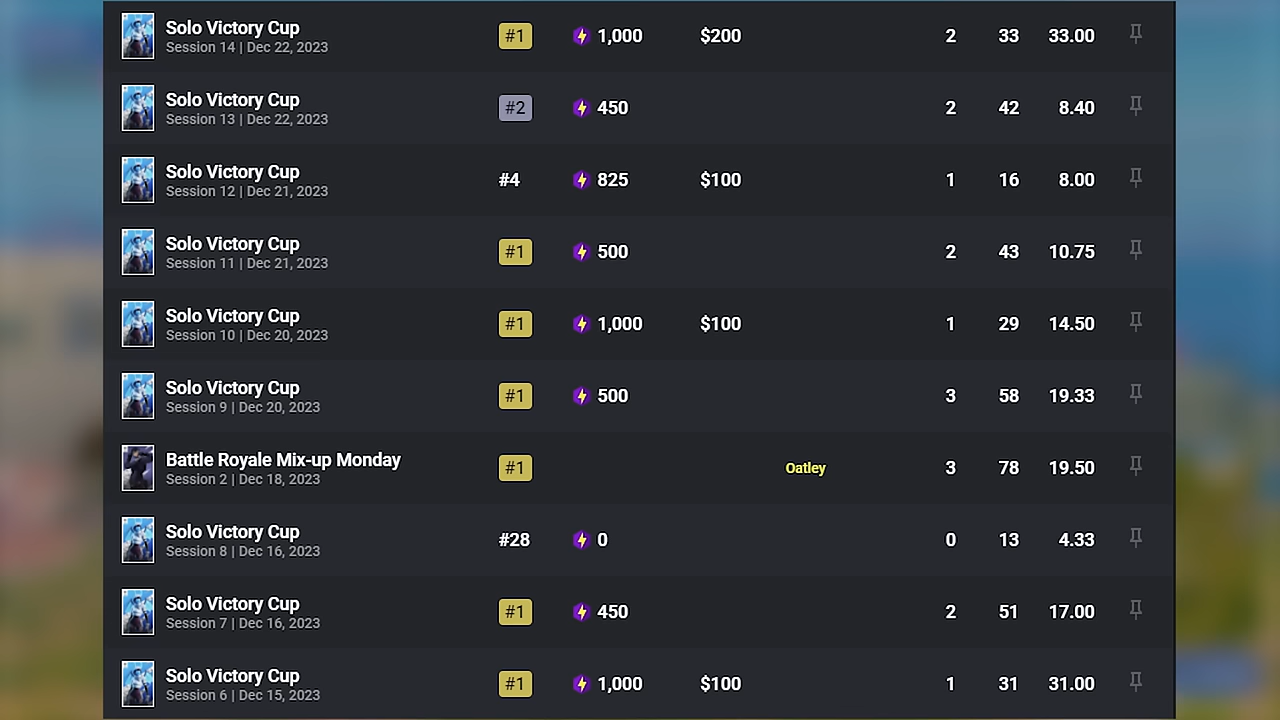 Solo Victory Cup #1 1,000 $200 2 33 33.00
Session 14 | Dec 22, 2023
Solo Victory Cup #2 450 2 42 8.40
Session 13 | Dec 22, 2023
Solo Victory Cup #4 825 $100 1 16 8.00
Session 12 | Dec 21, 2023
Solo Victory Cup #1 500 2 43 10.75
Session 11 | Dec 21, 2023
Solo Victory Cup #1 1,000 $100 1 29 14.50
Session 10 | Dec 20, 2023
Solo Victory Cup #1 500 3 58 19.33
Session 9 | Dec 20, 2023
Battle Royale Mix-up Monday #1 Oatley 3 78 19.50
Session 2 | Dec 18, 2023
Solo Victory Cup #28 0 0 13 4.33
Session 8 | Dec 16, 2023
Solo Victory Cup #1 450 2 51 17.00
Session 7 | Dec 16, 2023
Solo Victory Cup #1 1,000 $100 1 31 31.00
Session 6 | Dec 15, 2023